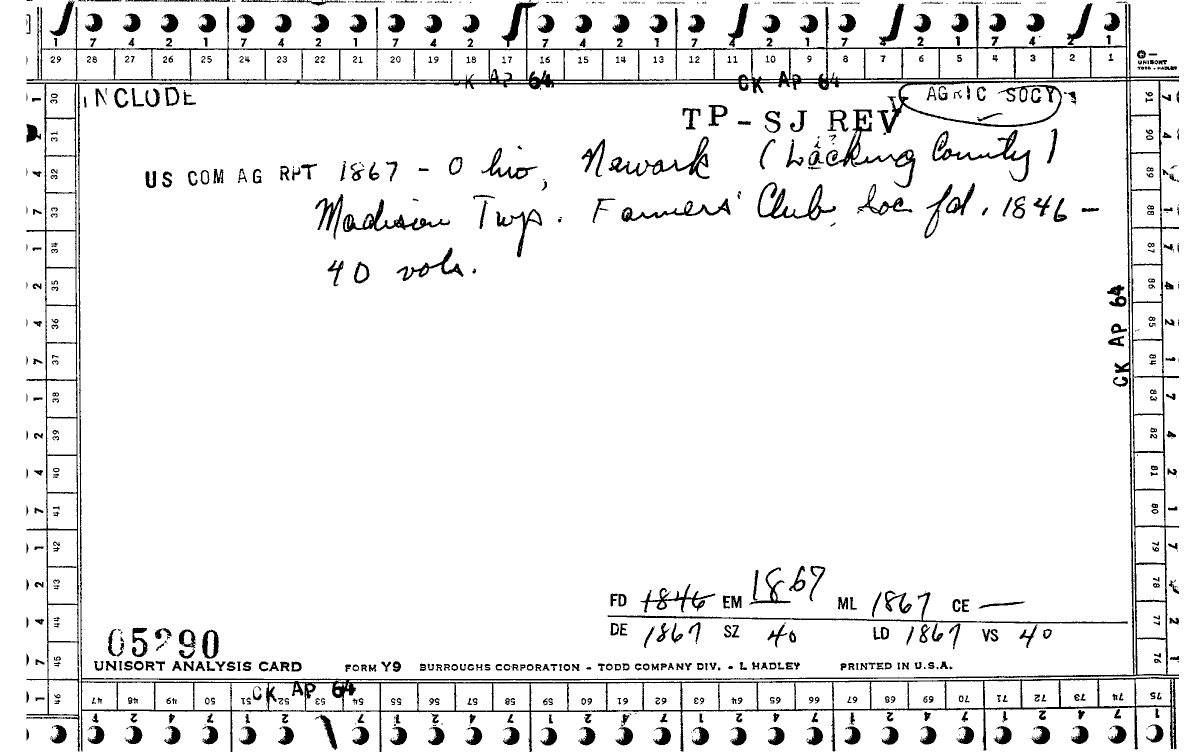 1 7 4 2 1 7 4 2 1 7 4 2 1 7 4 2 1 7 4 2 1 7 4 2 1 7 4 2 1
29 28 27 26 25 24 23 22 21 20 19 18 17 16 15 14 13 12 11 10 9 8 7 6 5 4 3 2 1
UNISORT
TODD - HADLEY
CK AP 64 CK AP 64
INCLUDE AGRIC SOCY
TP - SJ REV
US COM AG RPT 1867 - Ohio, Newark (Lacking County)
Madison Twp. Farmers' Club. Soc fd. 1846 -
40 vols.
CK AP 64
30 31 32 33 34 35 36 37 38 39 40 41 42 43 44 45 46
91 90 89 88 87 86 85 84 83 82 81 80 79 78 77 76
FD 1846 EM 1867 ML 1867 CE —
DE 1867 SZ 40 LD 1867 VS 40
05290
UNISORT ANALYSIS CARD FORM Y9 BURROUGHS CORPORATION - TODD COMPANY DIV. - L HADLEY PRINTED IN U.S.A.
CK AP 64
47 48 49 50 51 52 53 54 55 56 57 58 59 60 61 62 63 64 65 66 67 68 69 70 71 72 73 74 75